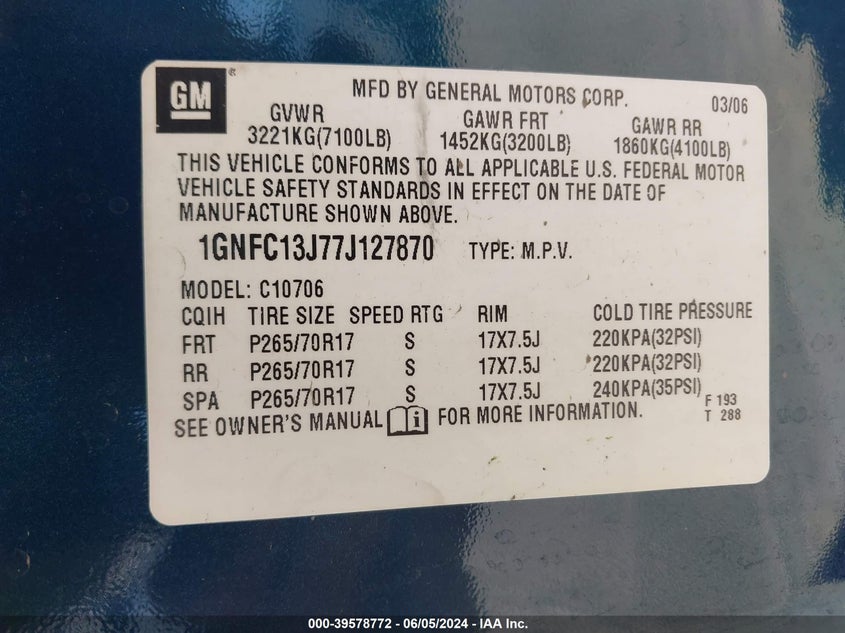 GM
MFD BY GENERAL MOTORS CORP. 03/06
GVWR GAWR FRT GAWR RR
3221KG(7100LB) 1452KG(3200LB) 1860KG(4100LB)
THIS VEHICLE CONFORMS TO ALL APPLICABLE U.S. FEDERAL MOTOR
VEHICLE SAFETY STANDARDS IN EFFECT ON THE DATE OF
MANUFACTURE SHOWN ABOVE.
1GNFC13J77J127870 TYPE: M.P.V.
MODEL: C10706
CQIH TIRE SIZE SPEED RTG RIM COLD TIRE PRESSURE
FRT P265/70R17 S 17X7.5J 220KPA(32PSI)
RR P265/70R17 S 17X7.5J 220KPA(32PSI)
SPA P265/70R17 S 17X7.5J 240KPA(35PSI)
F 193
SEE OWNER'S MANUAL i FOR MORE INFORMATION. T 288
000-39578772 - 06/05/2024 - IAA Inc.